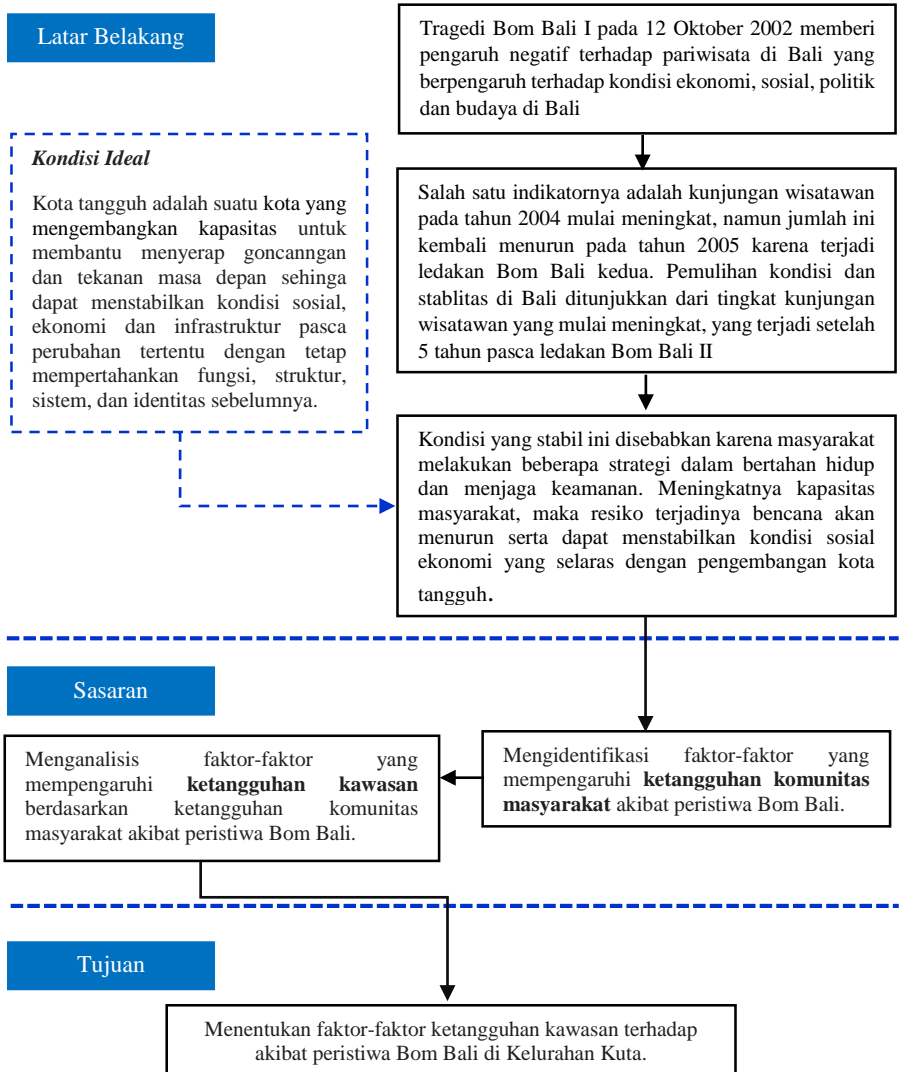 Latar Belakang
Tragedi Bom Bali I pada 12 Oktober 2002 memberi
pengaruh negatif terhadap pariwisata di Bali yang
berpengaruh terhadap kondisi ekonomi, sosial, politik
dan budaya di Bali
Kondisi Ideal
Kota tangguh adalah suatu kota yang
mengembangkan kapasitas untuk
membantu menyerap goncanngan
dan tekanan masa depan sehinga
dapat menstabilkan kondisi sosial,
ekonomi dan infrastruktur pasca
perubahan tertentu dengan tetap
mempertahankan fungsi, struktur,
sistem, dan identitas sebelumnya.
Salah satu indikatornya adalah kunjungan wisatawan
pada tahun 2004 mulai meningkat, namun jumlah ini
kembali menurun pada tahun 2005 karena terjadi
ledakan Bom Bali kedua. Pemulihan kondisi dan
stablitas di Bali ditunjukkan dari tingkat kunjungan
wisatawan yang mulai meningkat, yang terjadi setelah
5 tahun pasca ledakan Bom Bali II
Kondisi yang stabil ini disebabkan karena masyarakat
melakukan beberapa strategi dalam bertahan hidup
dan menjaga keamanan. Meningkatnya kapasitas
masyarakat, maka resiko terjadinya bencana akan
menurun serta dapat menstabilkan kondisi sosial
ekonomi yang selaras dengan pengembangan kota
tangguh.
Sasaran
Mengidentifikasi faktor-faktor yang
mempengaruhi ketangguhan komunitas
masyarakat akibat peristiwa Bom Bali.
Menganalisis faktor-faktor yang
mempengaruhi ketangguhan kawasan
berdasarkan ketangguhan komunitas
masyarakat akibat peristiwa Bom Bali.
Tujuan
Menentukan faktor-faktor ketangguhan kawasan terhadap
akibat peristiwa Bom Bali di Kelurahan Kuta.